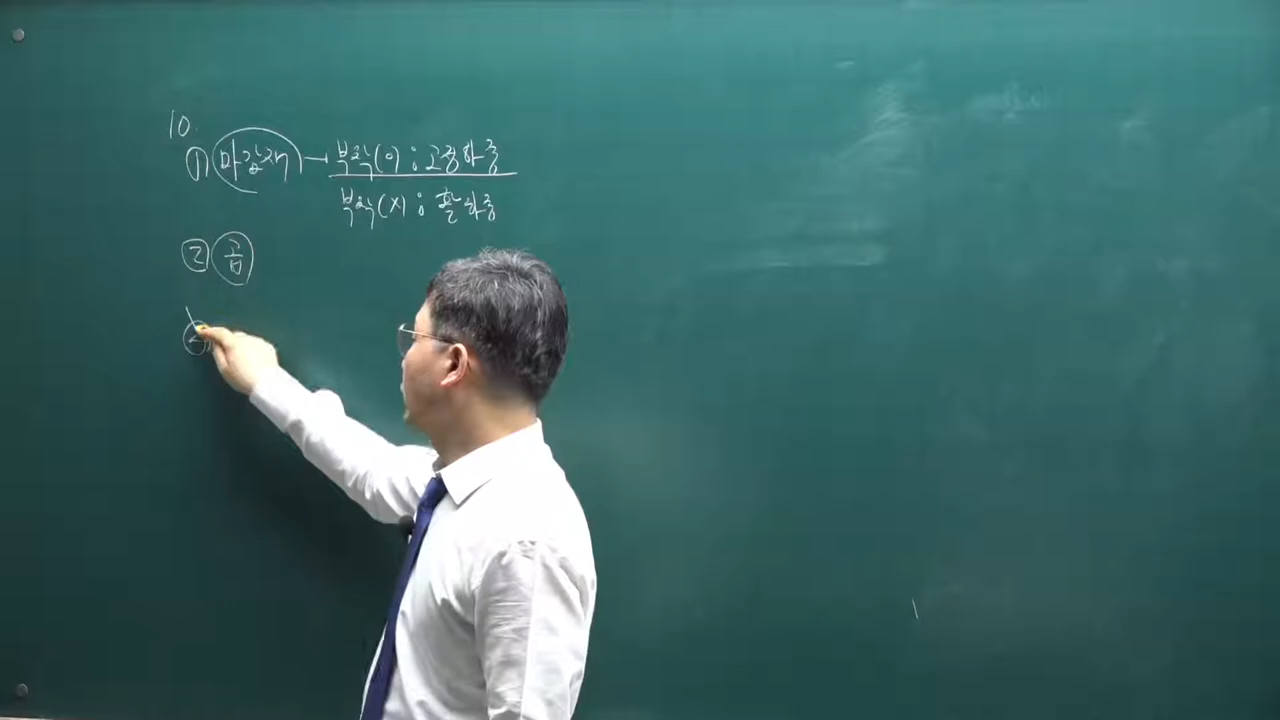 10.
① 마감재 → 부착(O) : 고정하중
부착(X) : 활하중
② 곱